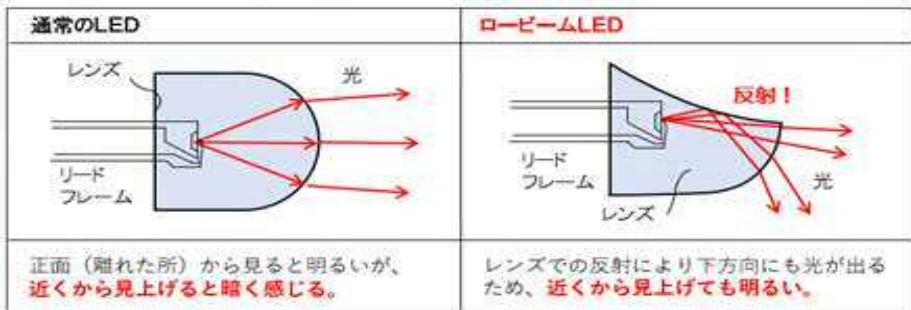 通常のLED
レンズ
光
リード
フレーム
正面（離れた所）から見ると明るいが、
近くから見上げると暗く感じる。
ロービームLED
反射！
リード
フレーム
光
レンズ
レンズでの反射により下方向にも光が出る
ため、近くから見上げても明るい。